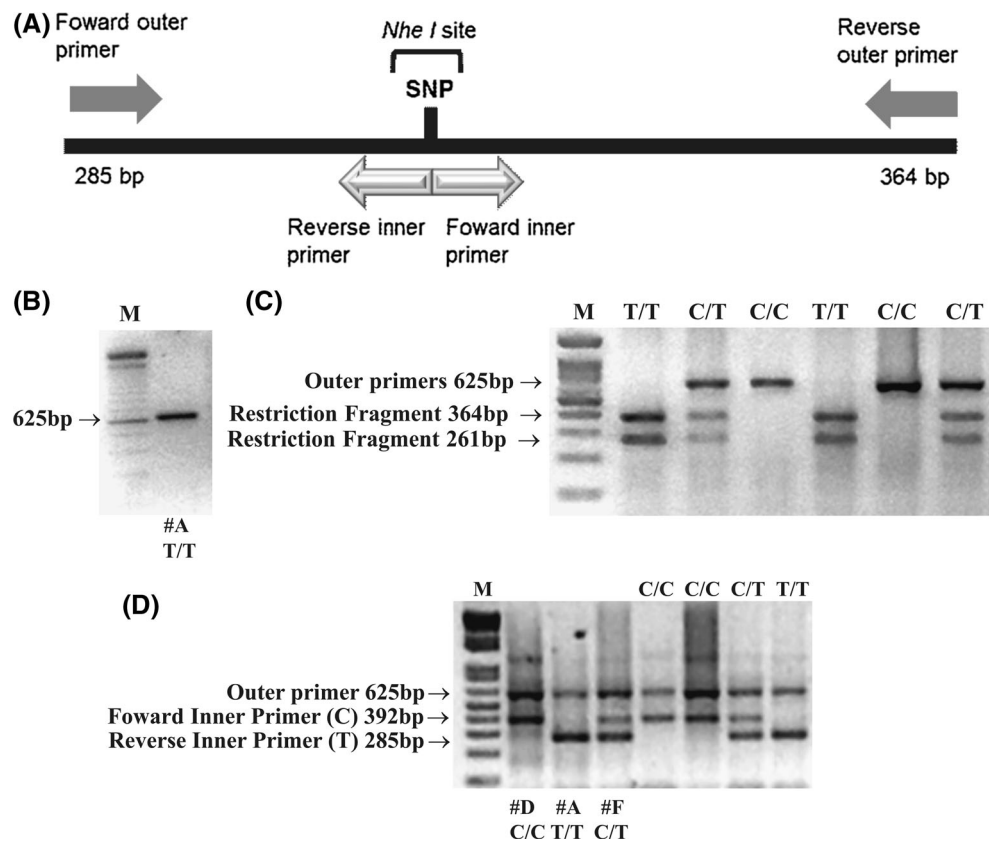 (A)
Foward outer
primer
Nhe I site
SNP
Reverse
outer primer
285 bp
364 bp
Reverse inner
primer
Foward inner
primer
(B)
M
625bp→
#A
T/T
(C)
M T/T C/T C/C T/T C/C C/T
Outer primers 625bp →
Restriction Fragment 364bp →
Restriction Fragment 261bp →
(D)
M C/C C/C C/T T/T
Outer primer 625bp→
Foward Inner Primer (C) 392bp→
Reverse Inner Primer (T) 285bp→
#D #A #F
C/C T/T C/T